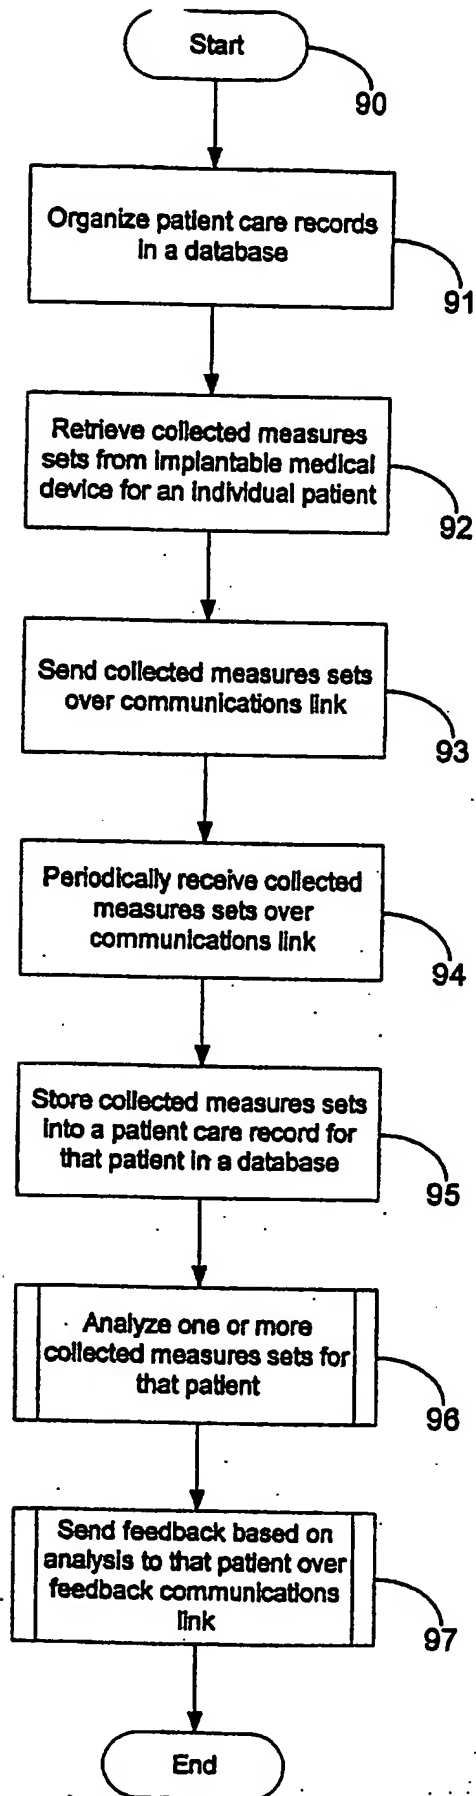 Start
90
Organize patient care records
in a database
91
Retrieve collected measures
sets from implantable medical
device for an individual patient
92
Send collected measures sets
over communications link
93
Periodically receive collected
measures sets over
communications link
94
Store collected measures sets
into a patient care record for
that patient in a database
95
Analyze one or more
collected measures sets for
that patient
96
Send feedback based on
analysis to that patient over
feedback communications
link
97
End